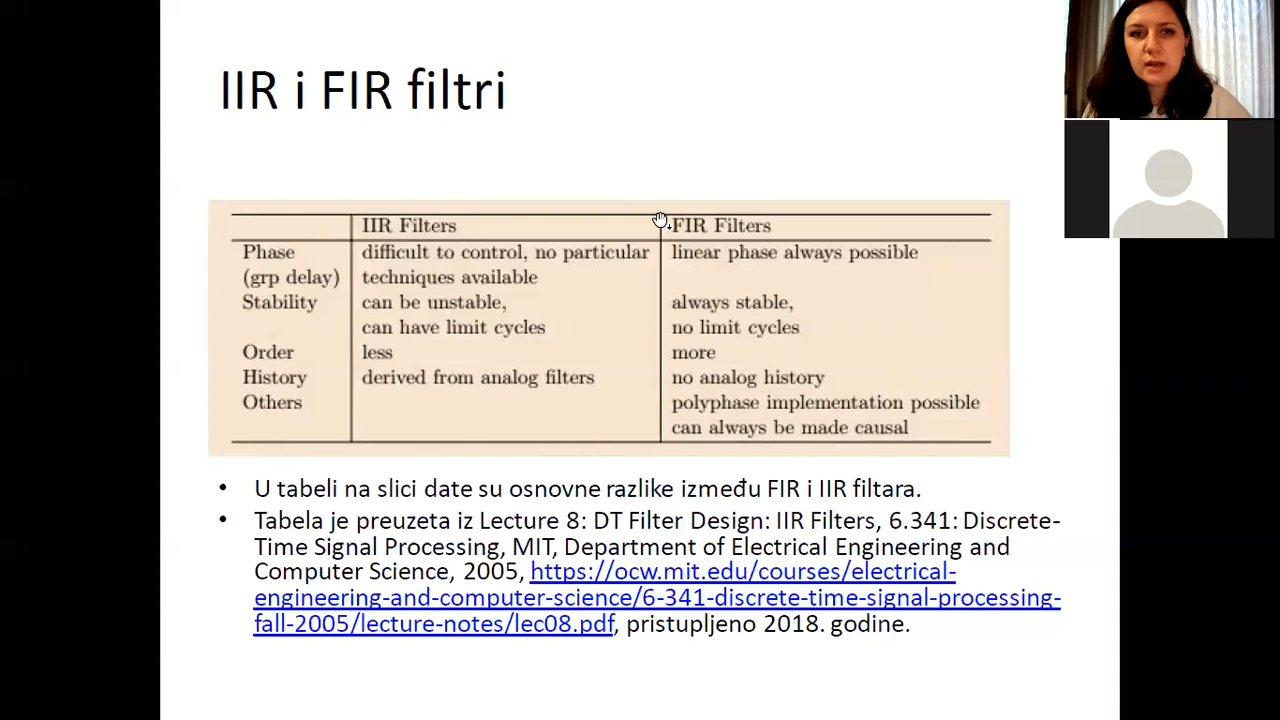 IIR i FIR filtri
IIR Filters FIR Filters
Phase difficult to control, no particular linear phase always possible
(grp delay) techniques available
Stability can be unstable, always stable,
can have limit cycles no limit cycles
Order less more
History derived from analog filters no analog history
Others polyphase implementation possible
can always be made causal
• U tabeli na slici date su osnovne razlike između FIR i IIR filtara.
• Tabela je preuzeta iz Lecture 8: DT Filter Design: IIR Filters, 6.341: Discrete-
Time Signal Processing, MIT, Department of Electrical Engineering and
Computer Science, 2005, https://ocw.mit.edu/courses/electrical-
engineering-and-computer-science/6-341-discrete-time-signal-processing-
fall-2005/lecture-notes/lec08.pdf, pristupljeno 2018. godine.